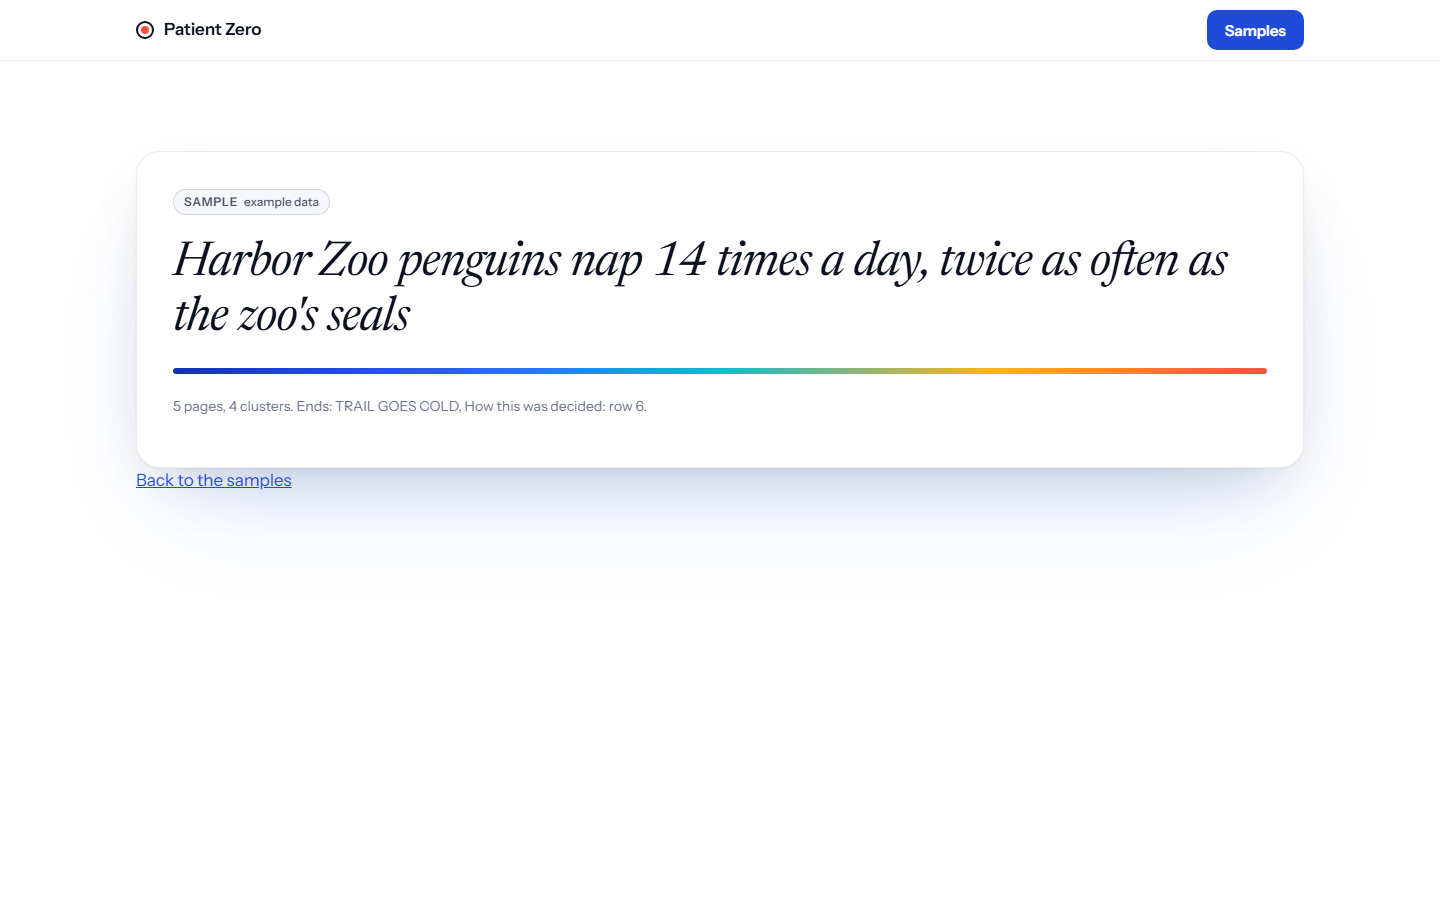 Patient Zero
Samples
SAMPLE example data
Harbor Zoo penguins nap 14 times a day, twice as often as
the zoo's seals
5 pages, 4 clusters. Ends: TRAIL GOES COLD, How this was decided: row 6.
Back to the samples